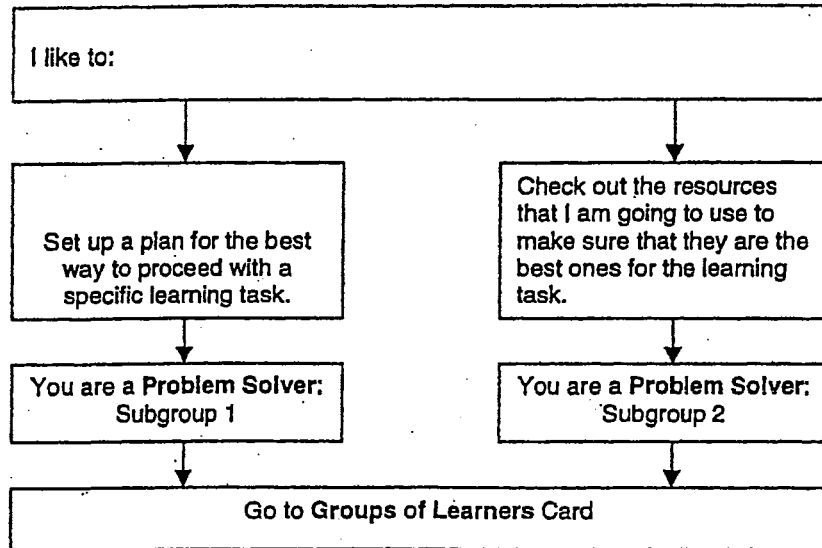 I like to:
Set up a plan for the best
way to proceed with a
specific learning task.
Check out the resources
that I am going to use to
make sure that they are the
best ones for the learning
task.
You are a Problem Solver:
Subgroup 1
You are a Problem Solver:
Subgroup 2
Go to Groups of Learners Card